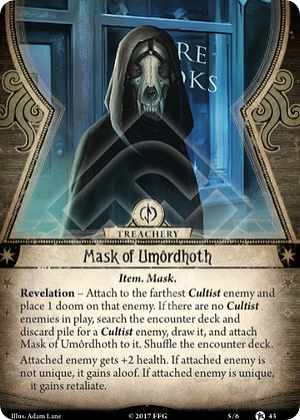 RE
OKS
TREACHERY
Mask of Umôrdhoth
Item. Mask.
Revelation – Attach to the farthest Cultist enemy and
place 1 doom on that enemy. If there are no Cultist
enemies in play, search the encounter deck and
discard pile for a Cultist enemy, draw it, and attach
Mask of Umôrdhoth to it. Shuffle the encounter deck.
Attached enemy gets +2 health. If attached enemy is
not unique, it gains aloof. If attached enemy is unique,
it gains retaliate.
Illus. Adam Lane © 2017 FFG 5/6 43